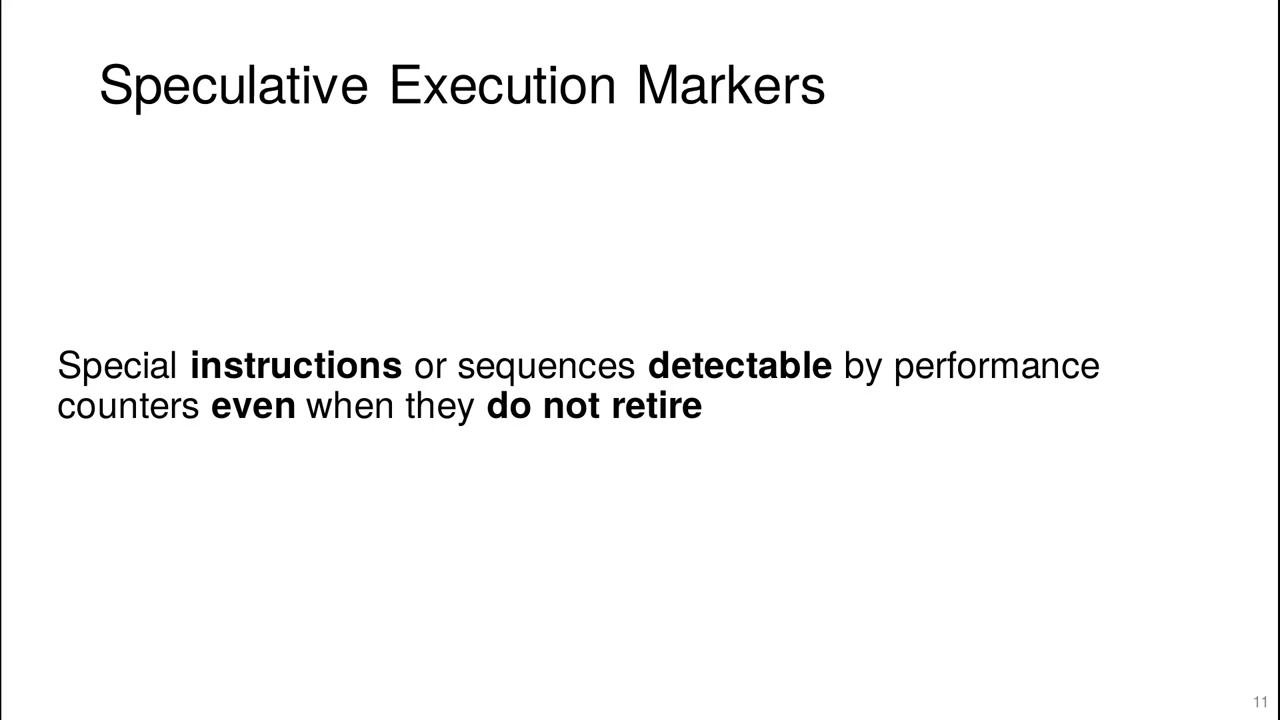 Speculative Execution Markers
Special instructions or sequences detectable by performance
counters even when they do not retire
11